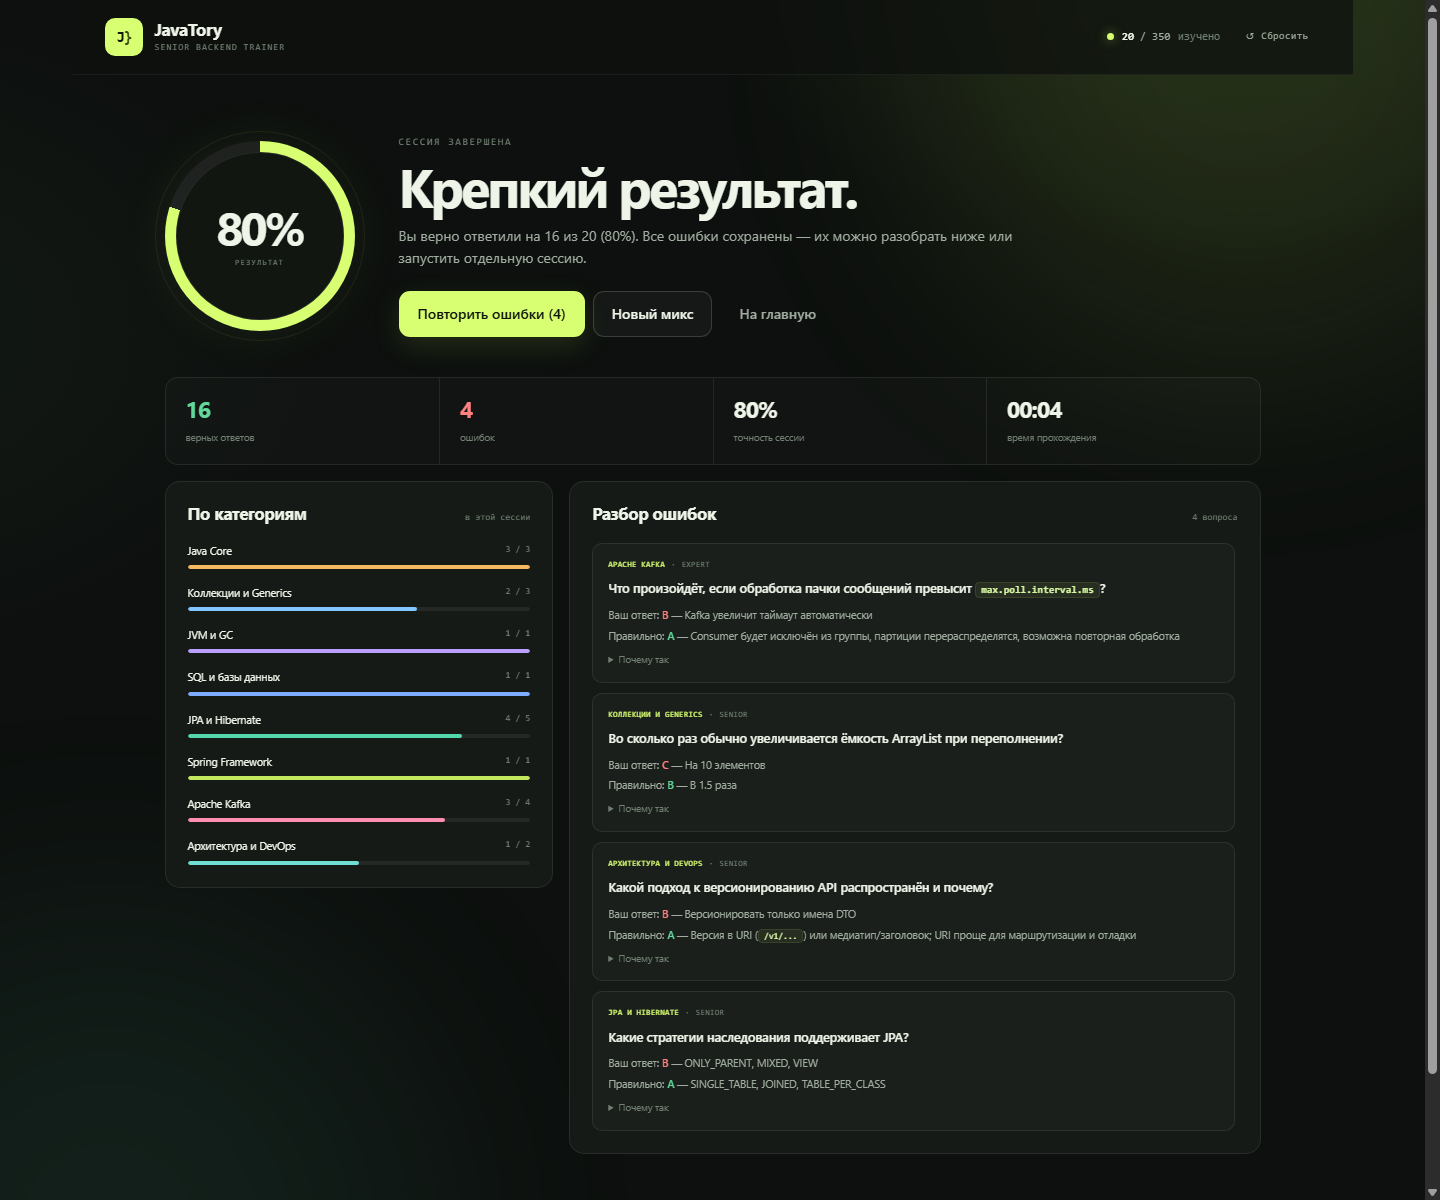 J}
JavaTory
SENIOR BACKEND TRAINER
20 / 350 изучено
↺ Сбросить
80%
РЕЗУЛЬТАТ
СЕССИЯ ЗАВЕРШЕНА
Крепкий результат.
Вы верно ответили на 16 из 20 (80%). Все ошибки сохранены — их можно разобрать ниже или
запустить отдельную сессию.
Повторить ошибки (4)
Новый микс
На главную
16
верных ответов
4
ошибок
80%
точность сессии
00:04
время прохождения
По категориям
в этой сессии
Java Core 3 / 3
Коллекции и Generics 2 / 3
JVM и GC 1 / 1
SQL и базы данных 1 / 1
JPA и Hibernate 4 / 5
Spring Framework 1 / 1
Apache Kafka 3 / 4
Архитектура и DevOps 1 / 2
Разбор ошибок
4 вопроса
APACHE KAFKA · EXPERT
Что произойдёт, если обработка пачки сообщений превысит max.poll.interval.ms?
Ваш ответ: B — Kafka увеличит таймаут автоматически
Правильно: A — Consumer будет исключён из группы, партиции перераспределятся, возможна повторная обработка
▶ Почему так
КОЛЛЕКЦИИ И GENERICS · SENIOR
Во сколько раз обычно увеличивается ёмкость ArrayList при переполнении?
Ваш ответ: C — На 10 элементов
Правильно: B — В 1.5 раза
▶ Почему так
АРХИТЕКТУРА И DEVOPS · SENIOR
Какой подход к версионированию API распространён и почему?
Ваш ответ: B — Версионировать только имена DTO
Правильно: A — Версия в URI (/v1/...) или медиатип/заголовок; URI проще для маршрутизации и отладки
▶ Почему так
JPA И HIBERNATE · SENIOR
Какие стратегии наследования поддерживает JPA?
Ваш ответ: B — ONLY_PARENT, MIXED, VIEW
Правильно: A — SINGLE_TABLE, JOINED, TABLE_PER_CLASS
▶ Почему так